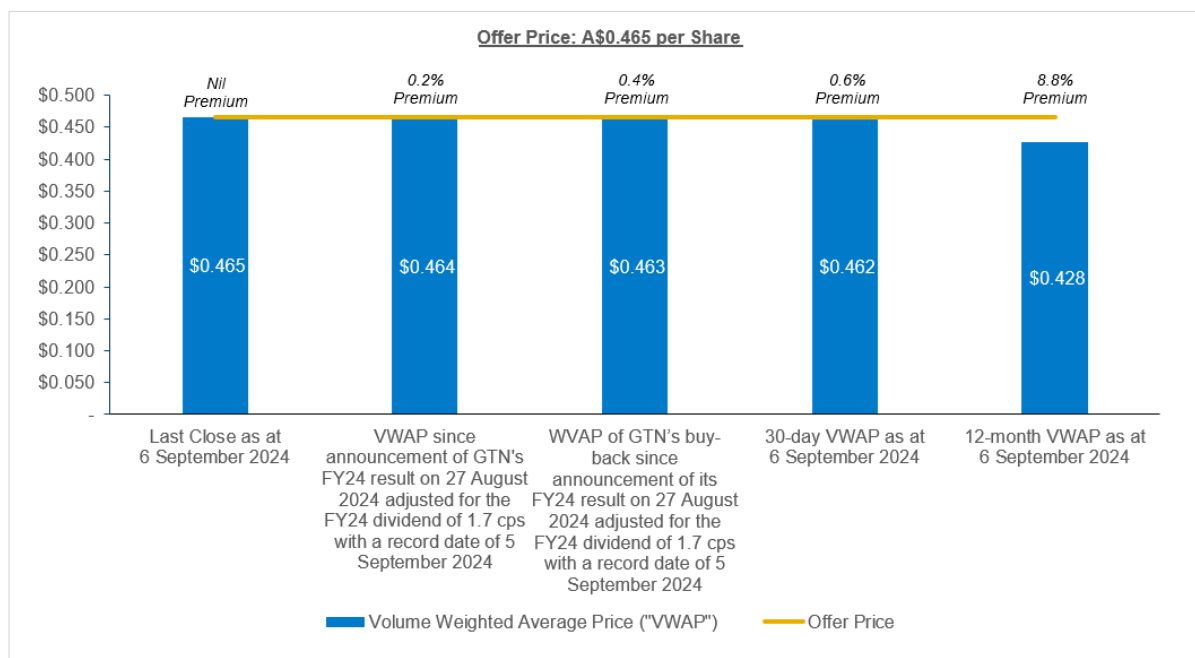 Offer Price: A$0.465 per Share
Nil
Premium
0.2%
Premium
0.4%
Premium
0.6%
Premium
8.8%
Premium
$0.500
$0.450
$0.400
$0.350
$0.300
$0.250
$0.200
$0.150
$0.100
$0.050
-
$0.465
$0.464
$0.463
$0.462
$0.428
Last Close as at
6 September 2024
VWAP since
announcement of GTN's
FY24 result on 27 August
2024 adjusted for the
FY24 dividend of 1.7 cps
with a record date of 5
September 2024
WVAP of GTN’s buy-
back since
announcement of its
FY24 result on 27 August
2024 adjusted for the
FY24 dividend of 1.7 cps
with a record date of 5
September 2024
30-day VWAP as at
6 September 2024
12-month VWAP as at
6 September 2024
Volume Weighted Average Price ("VWAP")
Offer Price